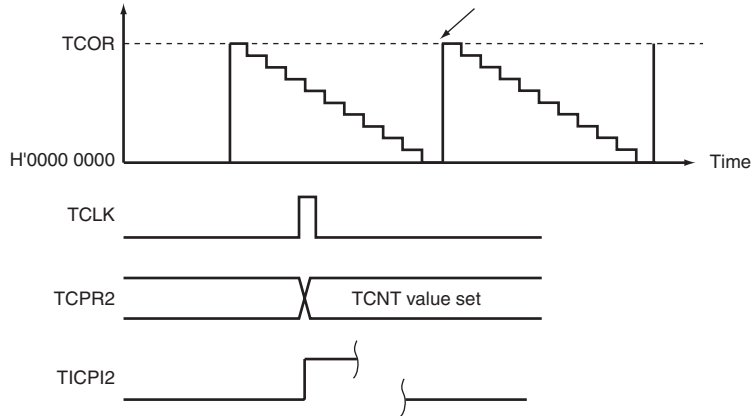 TCOR
H'0000 0000
Time
TCLK
TCPR2
TCNT value set
TICPI2